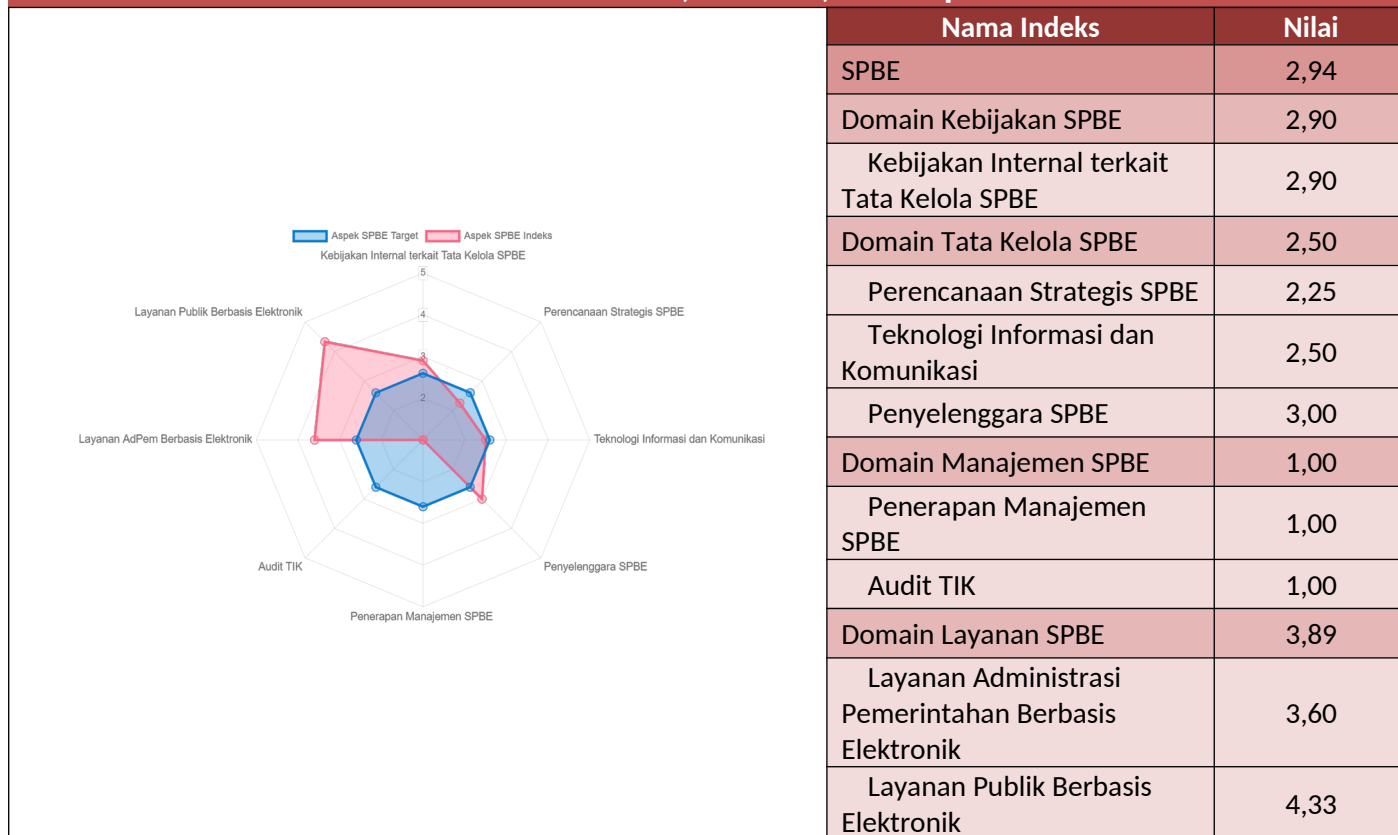 Aspek SPBE Target Aspek SPBE Indeks
Kebijakan Internal terkait Tata Kelola SPBE
5
Layanan Publik Berbasis Elektronik
Perencanaan Strategis SPBE
4
3
2
Layanan AdPem Berbasis Elektronik
Teknologi Informasi dan Komunikasi
Audit TIK
Penyelenggara SPBE
Penerapan Manajemen SPBE
Nama Indeks Nilai
SPBE 2,94
Domain Kebijakan SPBE 2,90
Kebijakan Internal terkait
Tata Kelola SPBE 2,90
Domain Tata Kelola SPBE 2,50
Perencanaan Strategis SPBE 2,25
Teknologi Informasi dan
Komunikasi 2,50
Penyelenggara SPBE 3,00
Domain Manajemen SPBE 1,00
Penerapan Manajemen
SPBE 1,00
Audit TIK 1,00
Domain Layanan SPBE 3,89
Layanan Administrasi
Pemerintahan Berbasis 3,60
Elektronik
Layanan Publik Berbasis
Elektronik 4,33